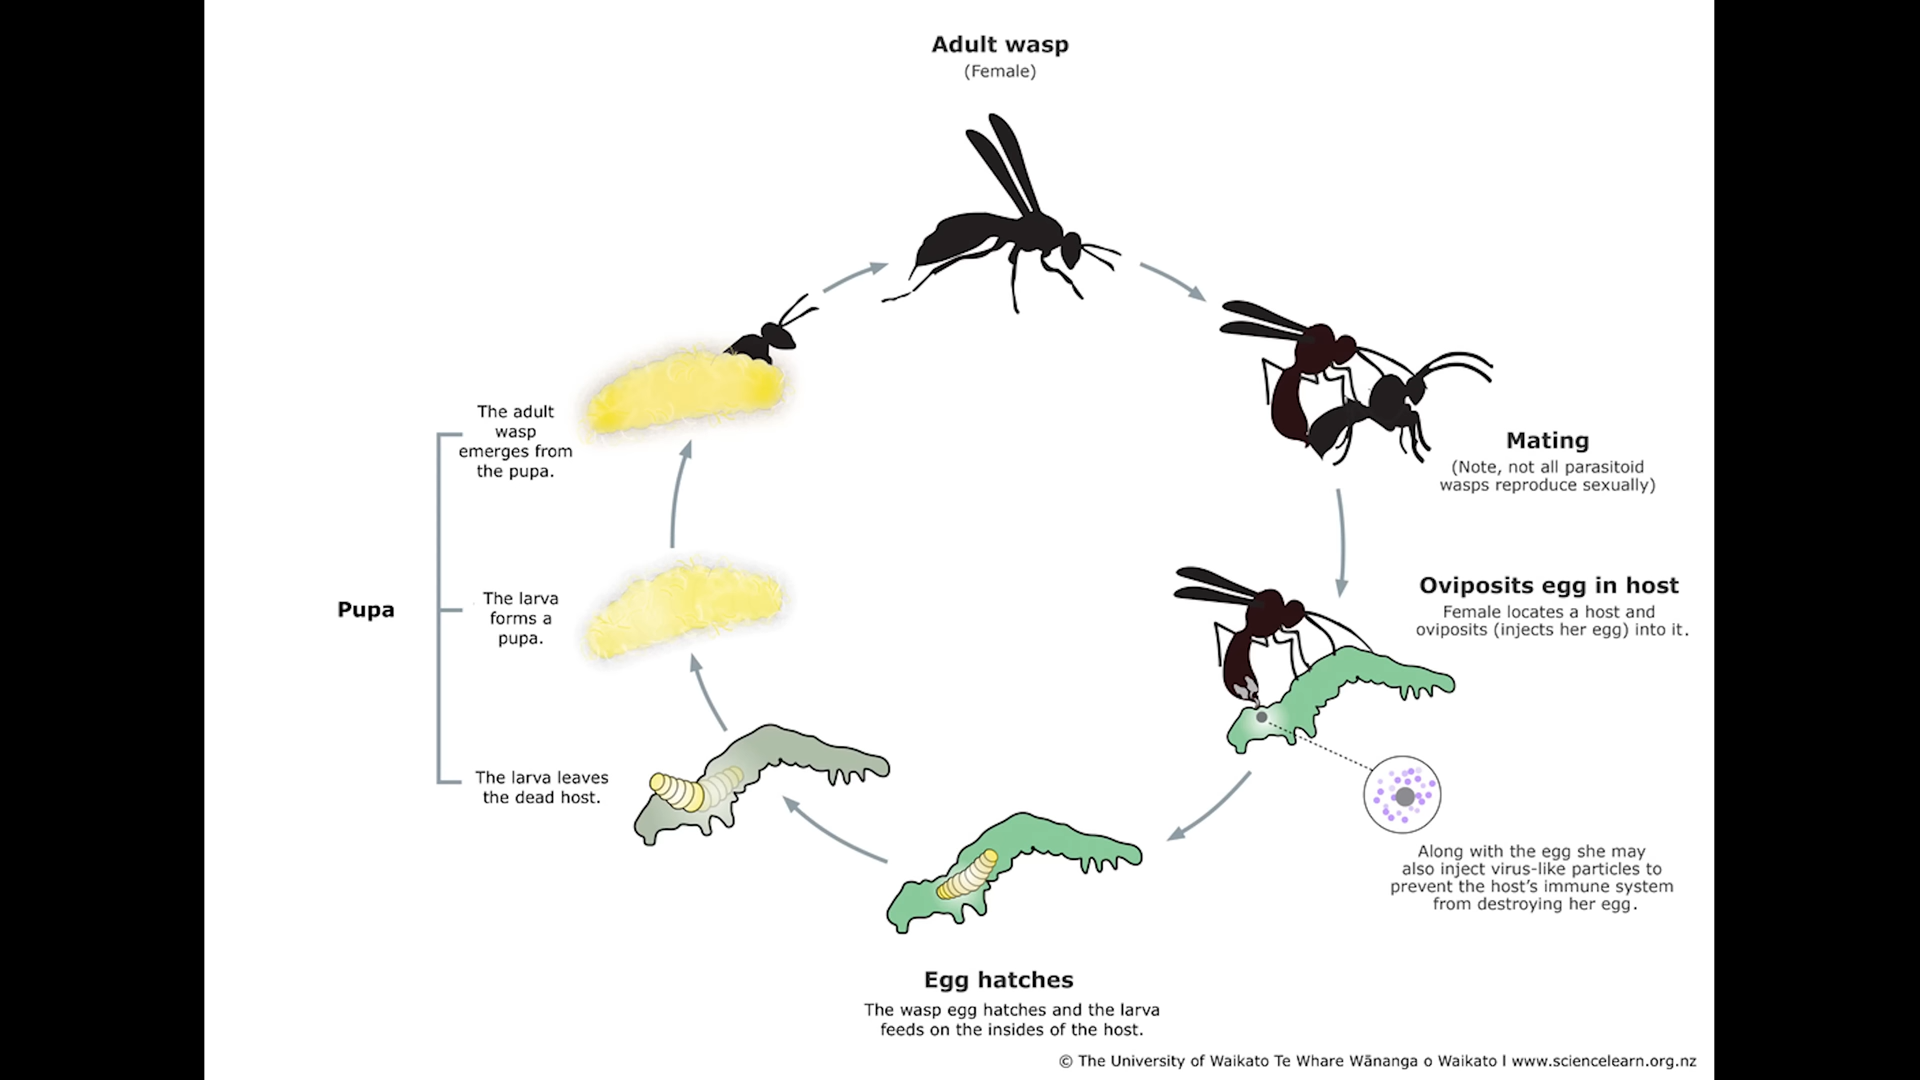 Adult wasp
(Female)
Mating
(Note, not all parasitoid
wasps reproduce sexually)
Oviposits egg in host
Female locates a host and
oviposits (injects her egg) into it.
Along with the egg she may
also inject virus-like particles to
prevent the host's immune system
from destroying her egg.
Egg hatches
The wasp egg hatches and the larva
feeds on the insides of the host.
Pupa
The larva leaves
the dead host.
The larva
forms a
pupa.
The adult
wasp
emerges from
the pupa.
© The University of Waikato Te Whare Wānanga o Waikato I www.sciencelearn.org.nz